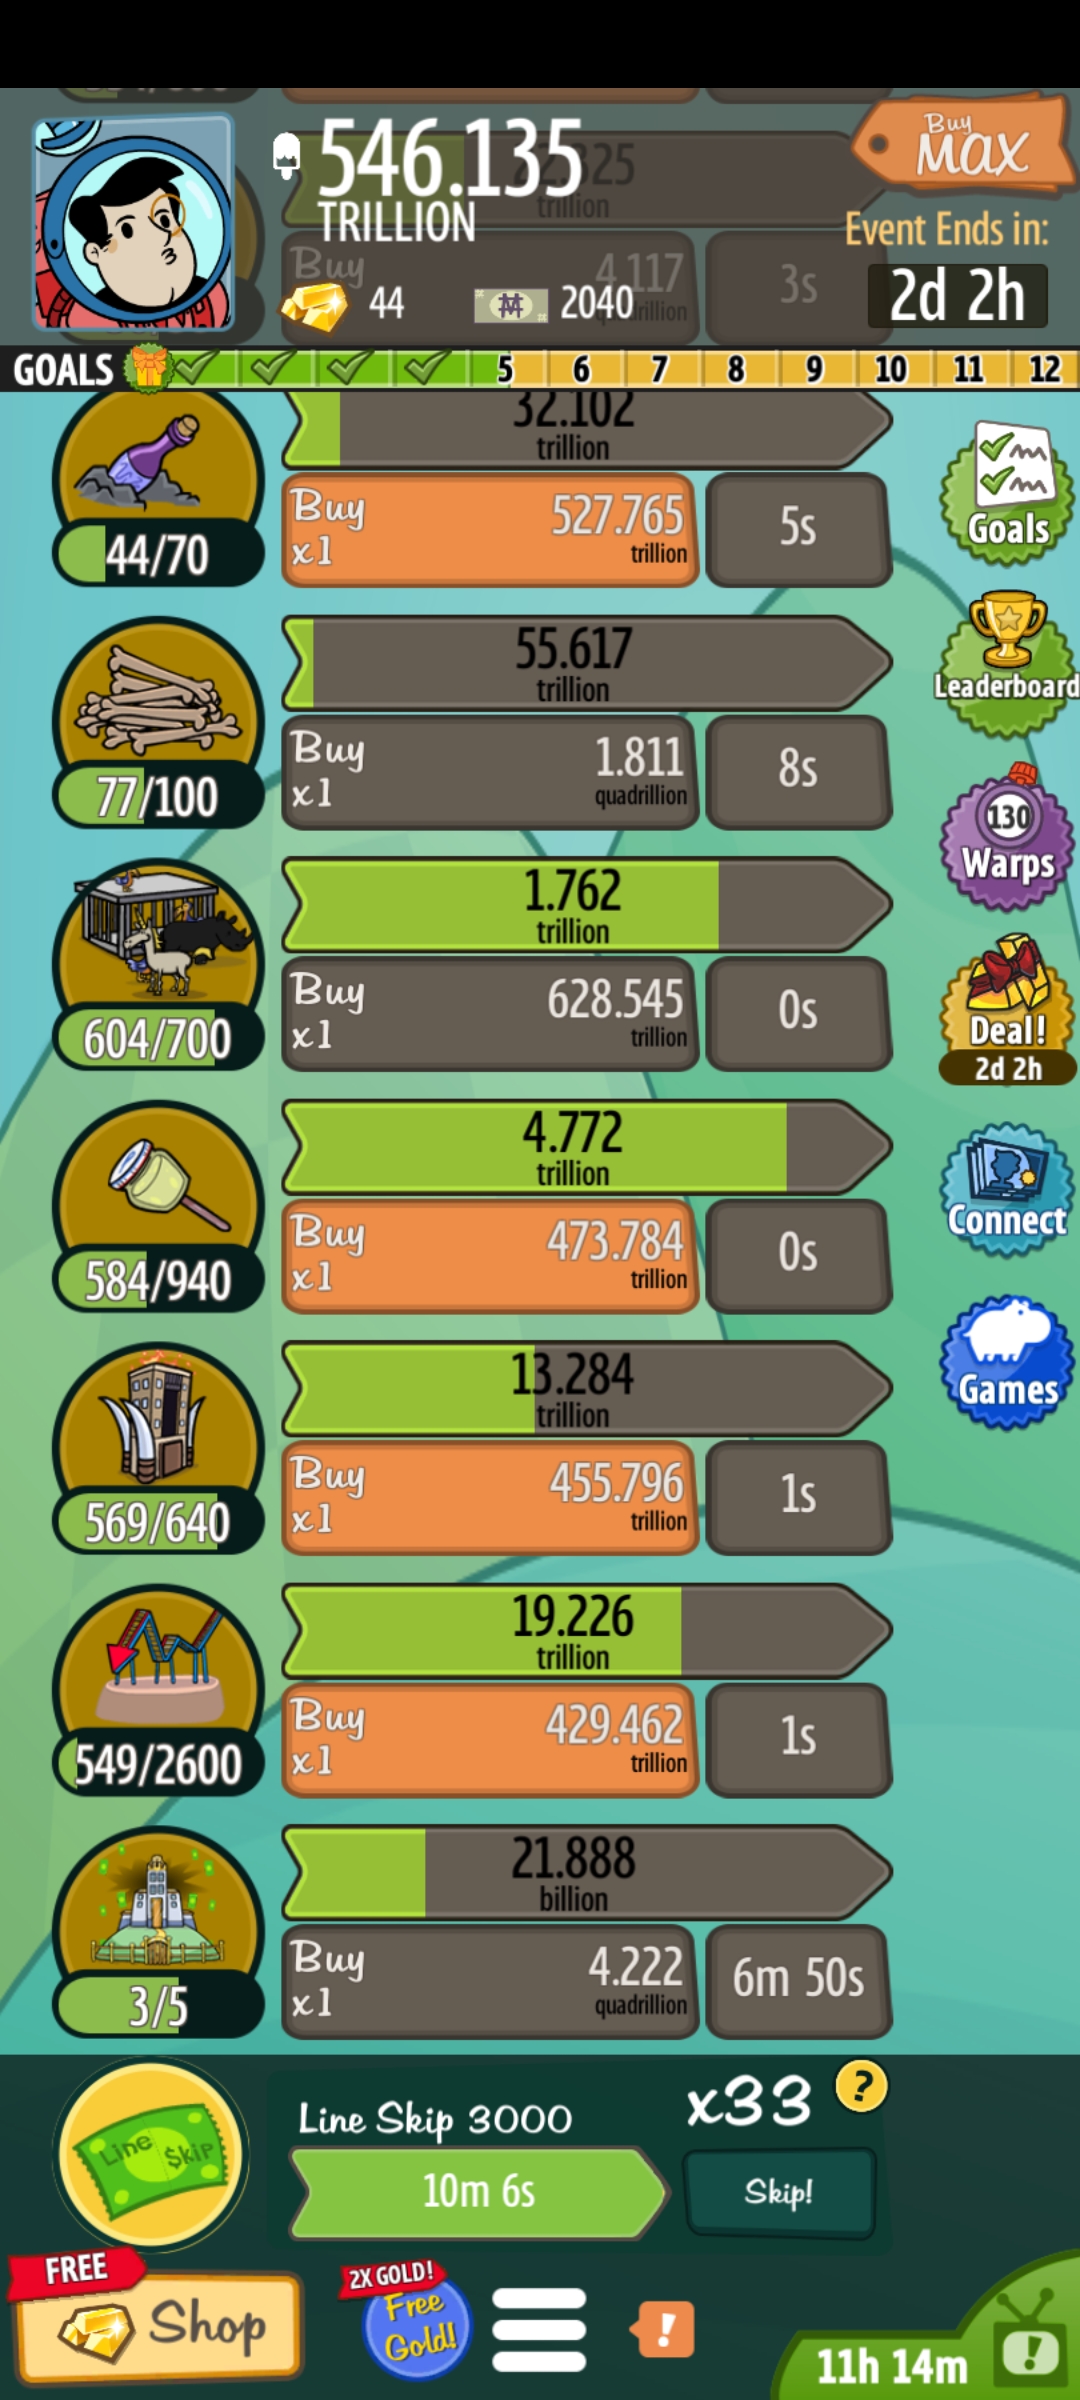 546.135
TRILLION
Buy
MAX
22.325
trillion
Event Ends in:
2d 2h
Buy
4.117
trillion
3s
44
2040
GOALS
5 6 7 8 9 10 11 12
32.102
trillion
Buy
x1
527.765
trillion
5s
44/70
Goals
55.617
trillion
Buy
x1
1.811
quadrillion
8s
77/100
Leaderboard
130
Warps
1.762
trillion
Buy
x1
628.545
trillion
0s
604/700
Deal!
2d 2h
4.772
trillion
Buy
x1
473.784
trillion
0s
584/940
Connect
13.284
trillion
Buy
x1
455.796
trillion
1s
569/640
Games
19.226
trillion
Buy
x1
429.462
trillion
1s
549/2600
21.888
billion
Buy
x1
4.222
quadrillion
6m 50s
3/5
Line $kip
Line Skip 3000
x33
?
10m 6s
Skip!
FREE
Shop
2X GOLD!
Free
Gold!
!
11h 14m
!